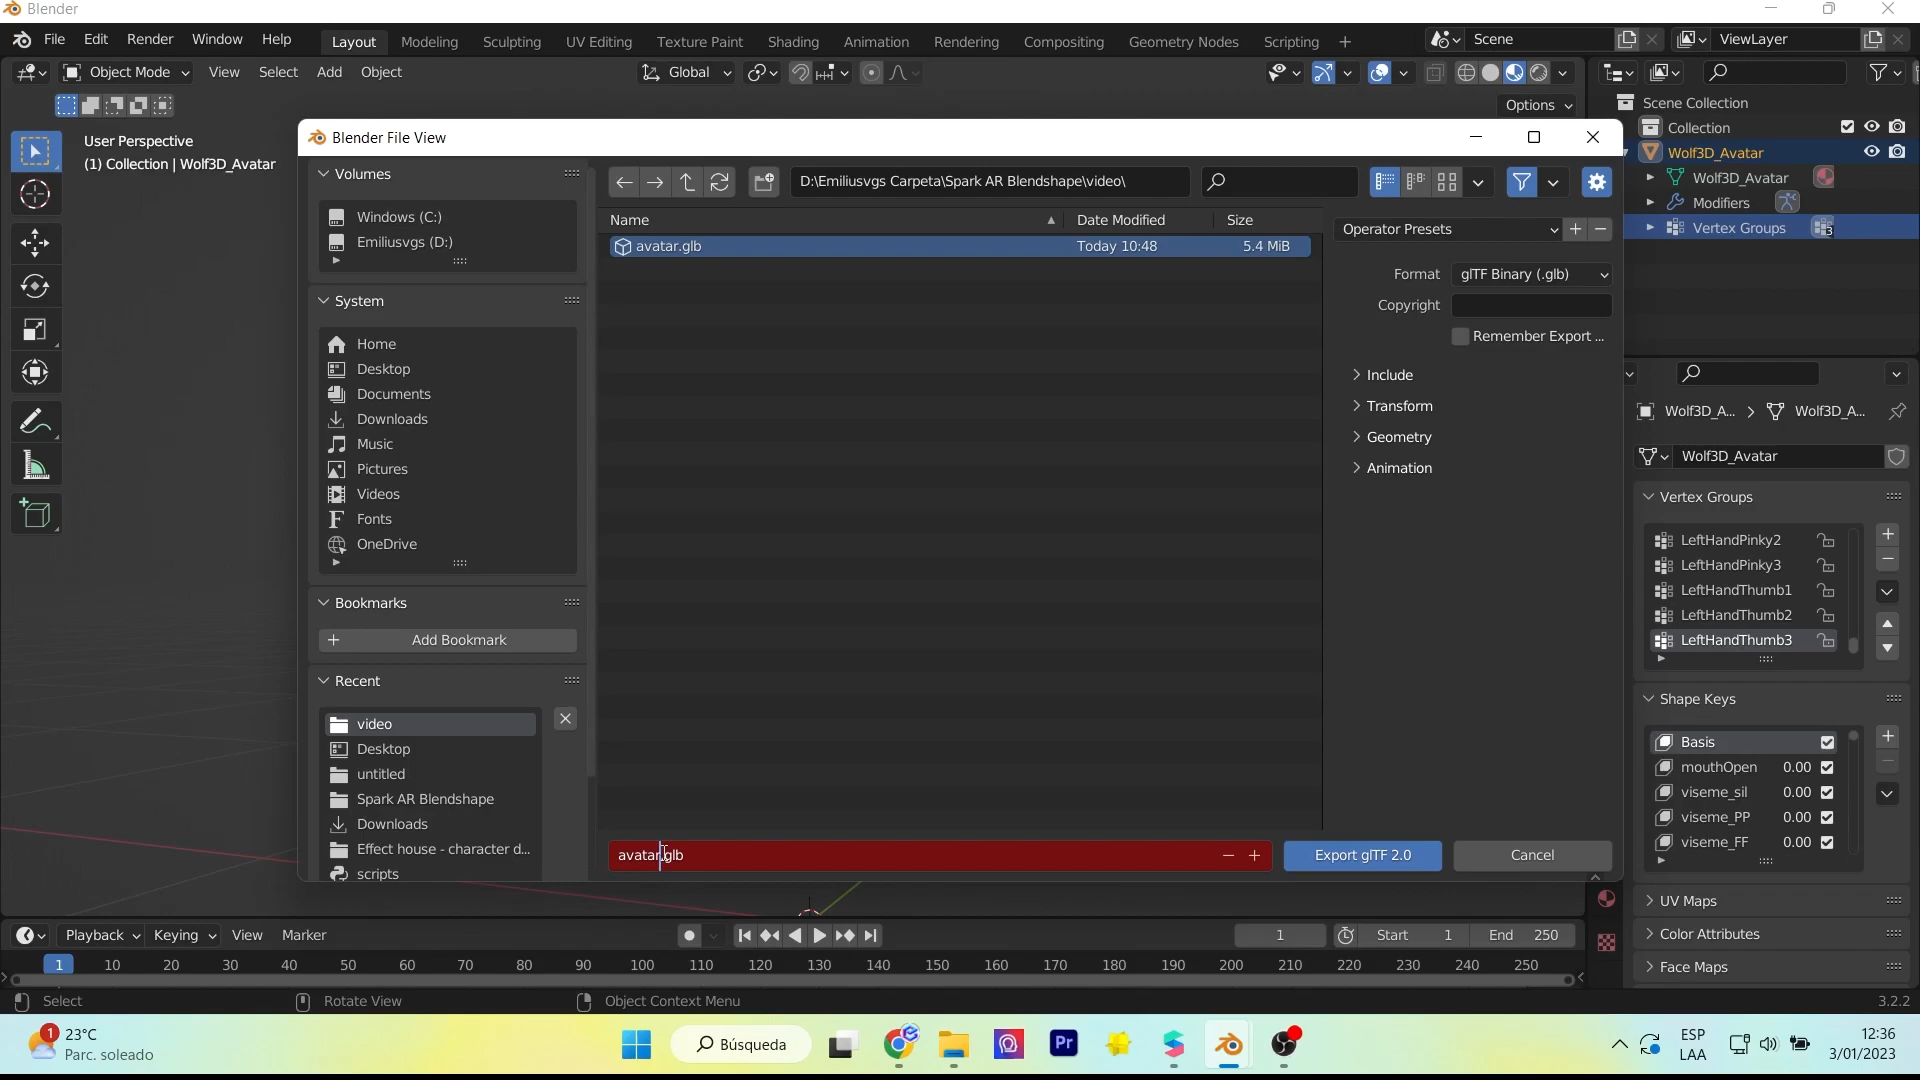 Blender
File Edit Render Window Help Layout Modeling Sculpting UV Editing Texture Paint Shading Animation Rendering Compositing Geometry Nodes Scripting + Scene ViewLayer
Object Mode View Select Add Object Global
Options
User Perspective
(1) Collection | Wolf3D_Avatar
Scene Collection
Collection
Wolf3D_Avatar
Wolf3D_Avatar
Modifiers
Vertex Groups
Blender File View
Volumes
Windows (C:)
Emiliusvgs (D:)
System
Home
Desktop
Documents
Downloads
Music
Pictures
Videos
Fonts
OneDrive
Bookmarks
Add Bookmark
Recent
video
Desktop
untitled
Spark AR Blendshape
Downloads
Effect house - character d...
scripts
D:\Emiliusvgs Carpeta\Spark AR Blendshape\video\
Name Date Modified Size
avatar.glb Today 10:48 5.4 MiB
avatar.glb
Export glTF 2.0 Cancel
Operator Presets
Format glTF Binary (.glb)
Copyright
Remember Export ...
Include
Transform
Geometry
Animation
Wolf3D_A... > Wolf3D_A...
Wolf3D_Avatar
Vertex Groups
LeftHandPinky2
LeftHandPinky3
LeftHandThumb1
LeftHandThumb2
LeftHandThumb3
Shape Keys
Basis
mouthOpen 0.00
viseme_sil 0.00
viseme_PP 0.00
viseme_FF 0.00
UV Maps
Color Attributes
Face Maps
Playback Keying View Marker 1 Start 1 End 250
1 10 20 30 40 50 60 70 80 90 100 110 120 130 140 150 160 170 180 190 200 210 220 230 240 250
Select Rotate View Object Context Menu 3.2.2
1 23°C
Parc. soleado
Búsqueda
Pr
ESP
LAA
12:36
3/01/2023